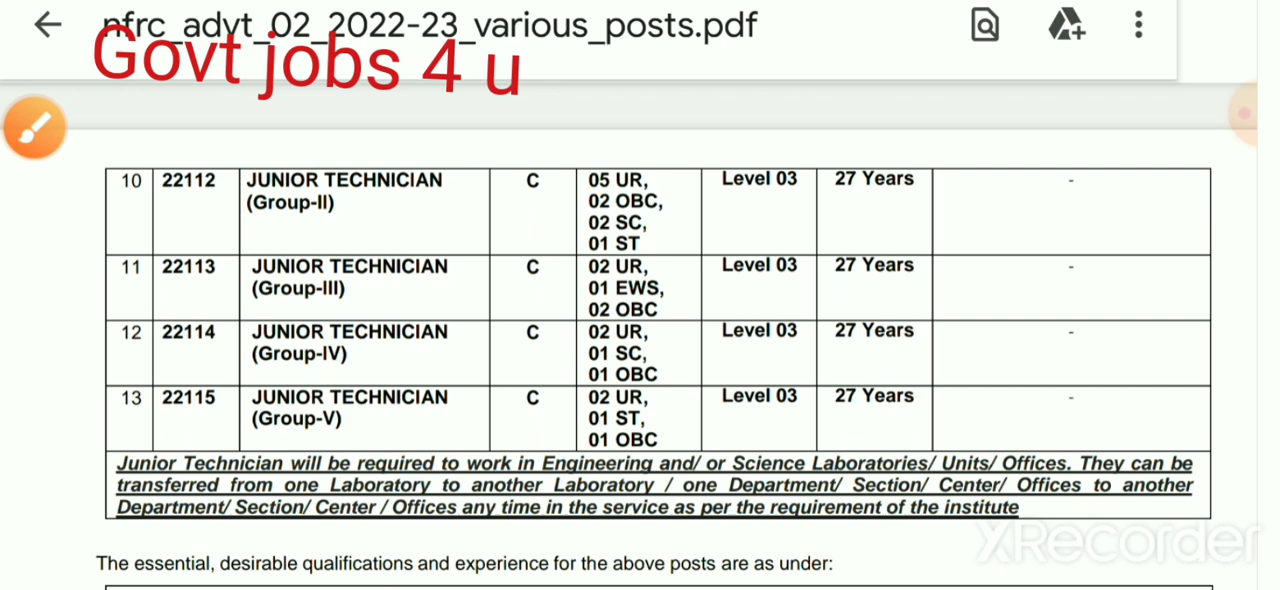 nfrc_advt_02_2022-23_various_posts.pdf
Govt jobs 4 u
10 22112 JUNIOR TECHNICIAN C 05 UR, Level 03 27 Years -
(Group-II) 02 OBC,
02 SC,
01 ST
11 22113 JUNIOR TECHNICIAN C 02 UR, Level 03 27 Years -
(Group-III) 01 EWS,
02 OBC
12 22114 JUNIOR TECHNICIAN C 02 UR, Level 03 27 Years -
(Group-IV) 01 SC,
01 OBC
13 22115 JUNIOR TECHNICIAN C 02 UR, Level 03 27 Years -
(Group-V) 01 ST,
01 OBC
Junior Technician will be required to work in Engineering and/ or Science Laboratories/ Units/ Offices. They can be
transferred from one Laboratory to another Laboratory / one Department/ Section/ Center/ Offices to another
Department/ Section/ Center / Offices any time in the service as per the requirement of the institute
XRecorder
The essential, desirable qualifications and experience for the above posts are as under: